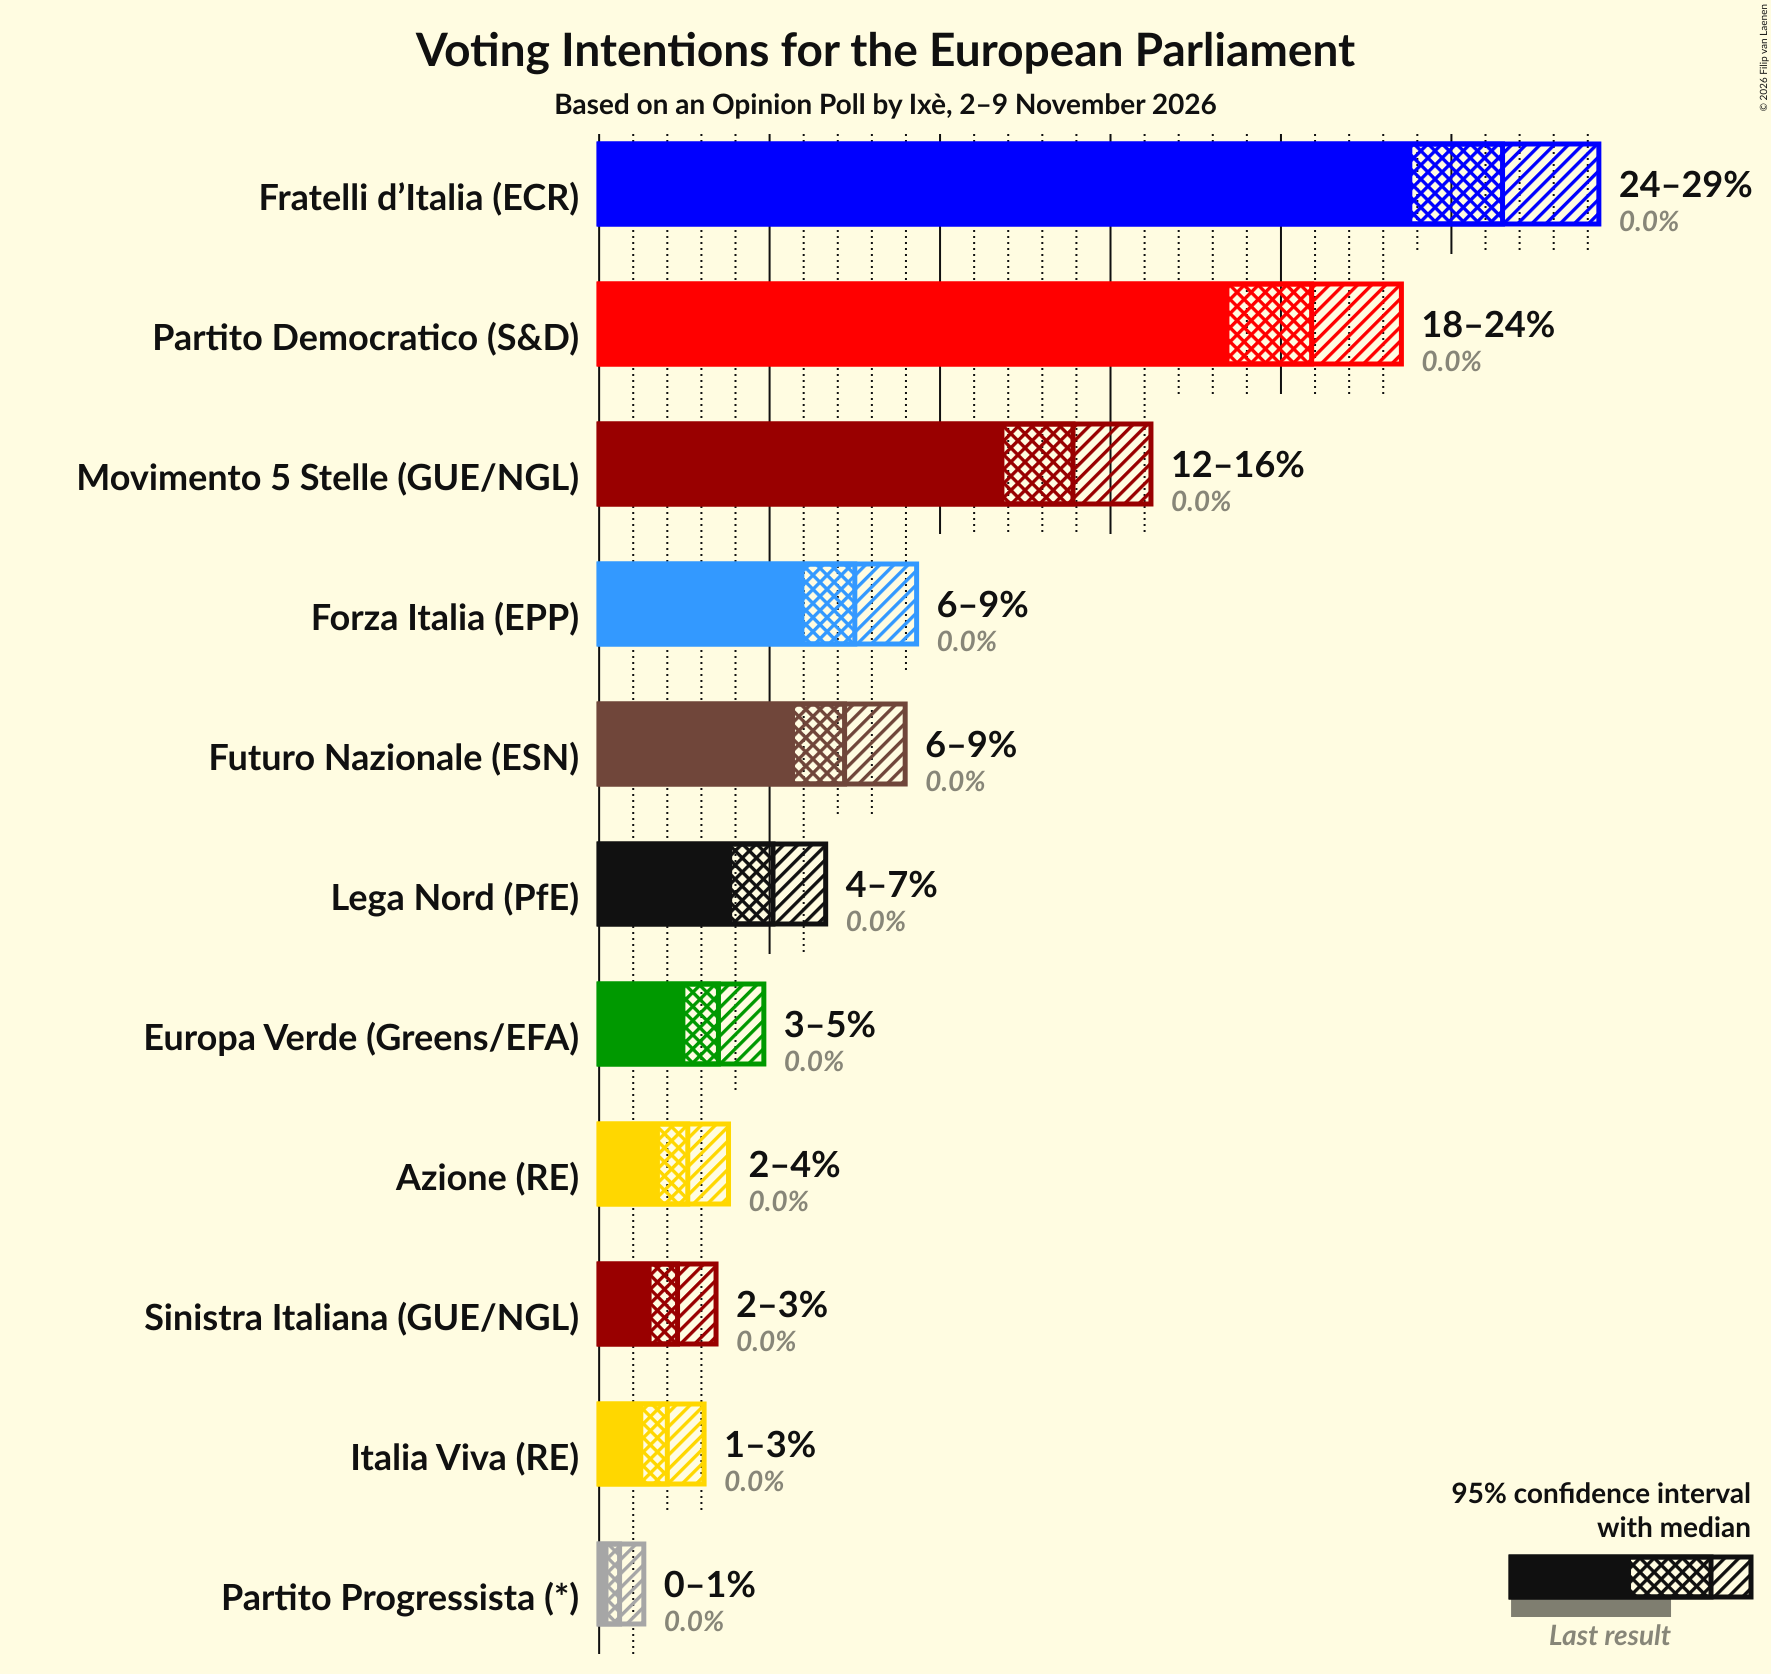 Voting Intentions for the European Parliament
Based on an Opinion Poll by Ixè, 2–9 November 2026
© 2026 Filip van Laenen
Fratelli d’Italia (ECR)
24–29%
0.0%
Partito Democratico (S&D)
18–24%
0.0%
Movimento 5 Stelle (GUE/NGL)
12–16%
0.0%
Forza Italia (EPP)
6–9%
0.0%
Futuro Nazionale (ESN)
6–9%
0.0%
Lega Nord (PfE)
4–7%
0.0%
Europa Verde (Greens/EFA)
3–5%
0.0%
Azione (RE)
2–4%
0.0%
Sinistra Italiana (GUE/NGL)
2–3%
0.0%
Italia Viva (RE)
1–3%
0.0%
Partito Progressista (*)
0–1%
0.0%
95% confidence interval
with median
Last result